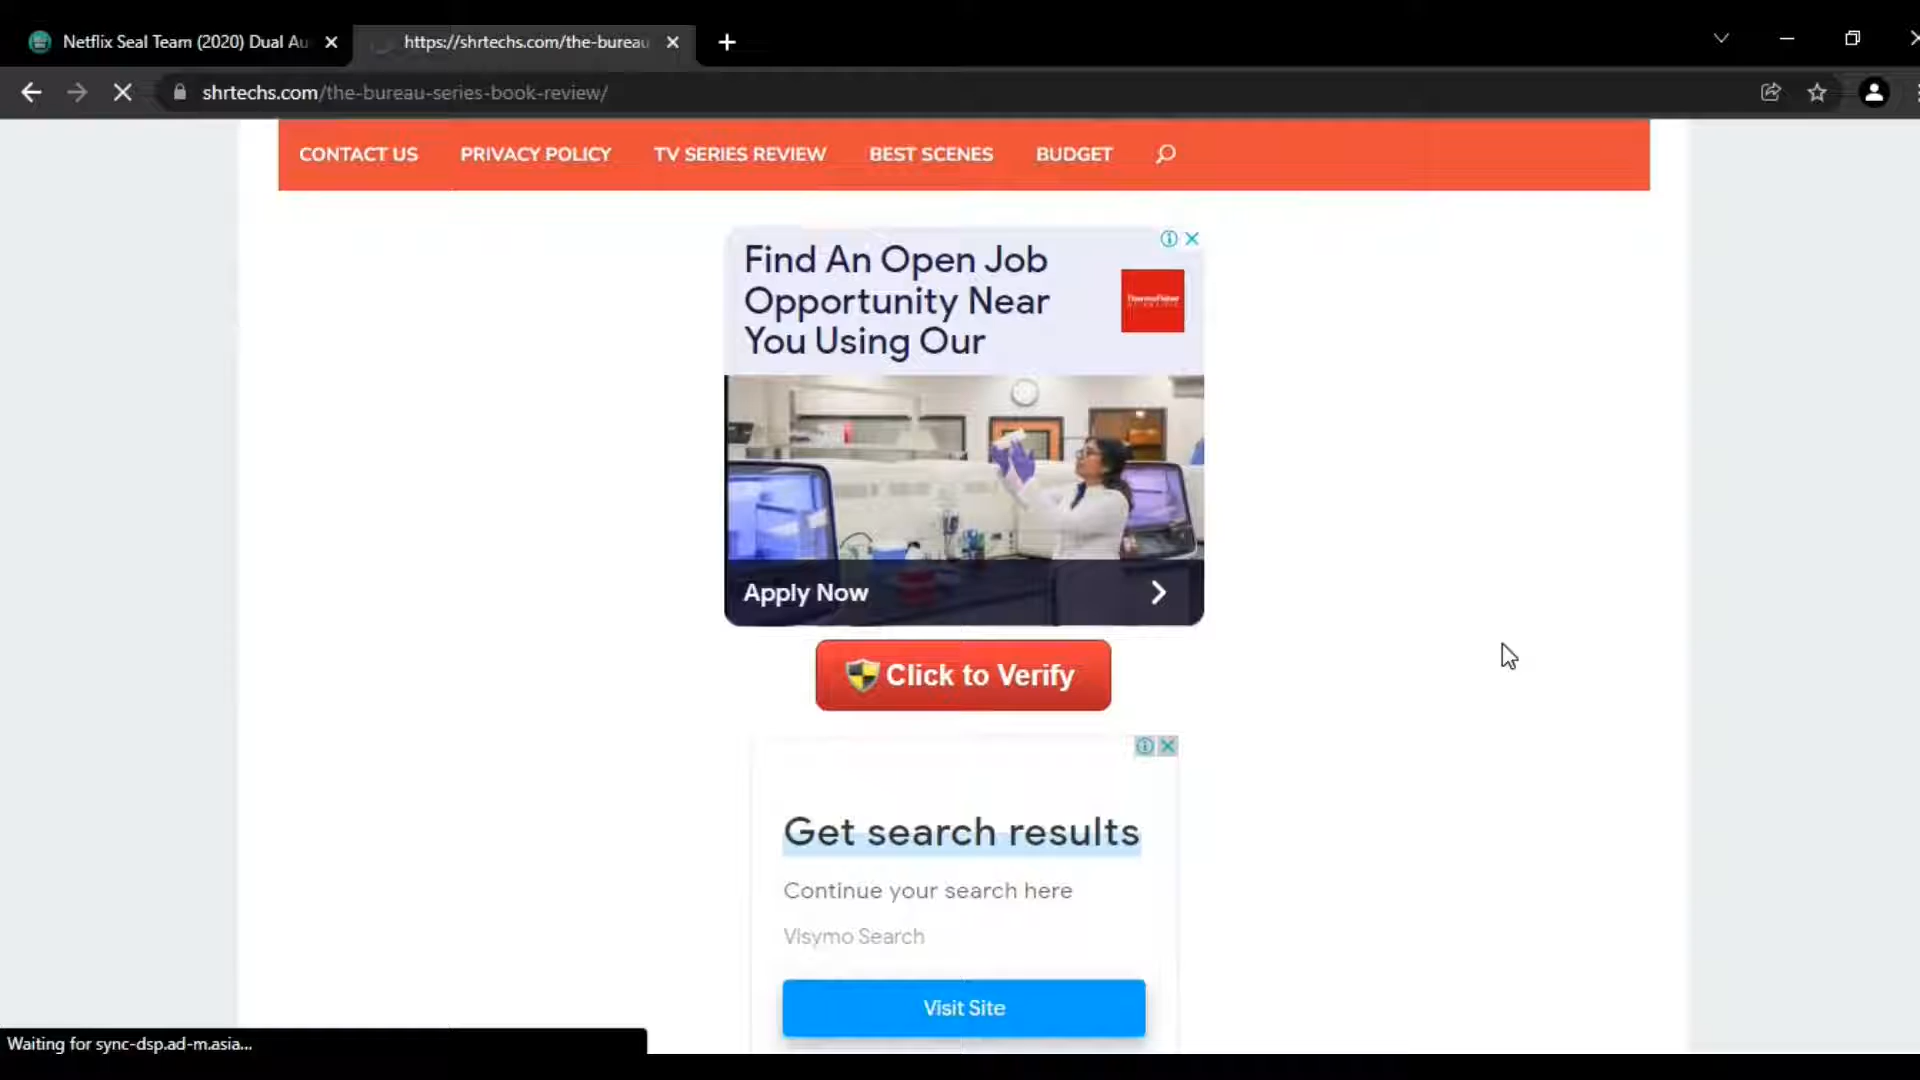 Netflix Seal Team (2020) Dual Au
https://shrtechs.com/the-bureau
shrtechs.com/the-bureau-series-book-review/
CONTACT US
PRIVACY POLICY
TV SERIES REVIEW
BEST SCENES
BUDGET
Find An Open Job
Opportunity Near
You Using Our
ThermoFisher
SCIENTIFIC
Apply Now
Click to Verify
Get search results
Continue your search here
Visymo Search
Visit Site
Waiting for sync-dsp.ad-m.asia...